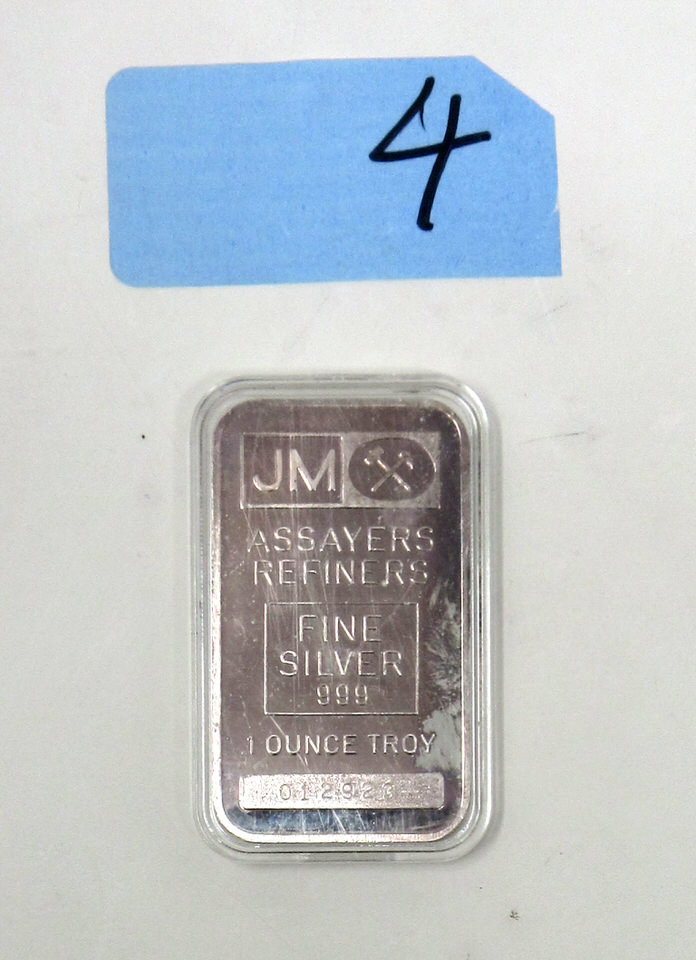 4
JM
ASSAYERS
REFINERS
FINE
SILVER
999
1 OUNCE TROY